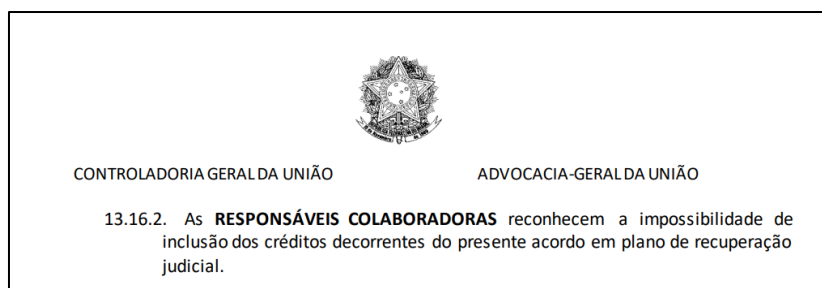 CONTROLADORIA GERAL DA UNIÃO ADVOCACIA-GERAL DA UNIÃO
13.16.2. As RESPONSÁVEIS COLABORADORAS reconhecem a impossibilidade de
inclusão dos créditos decorrentes do presente acordo em plano de recuperação
judicial.